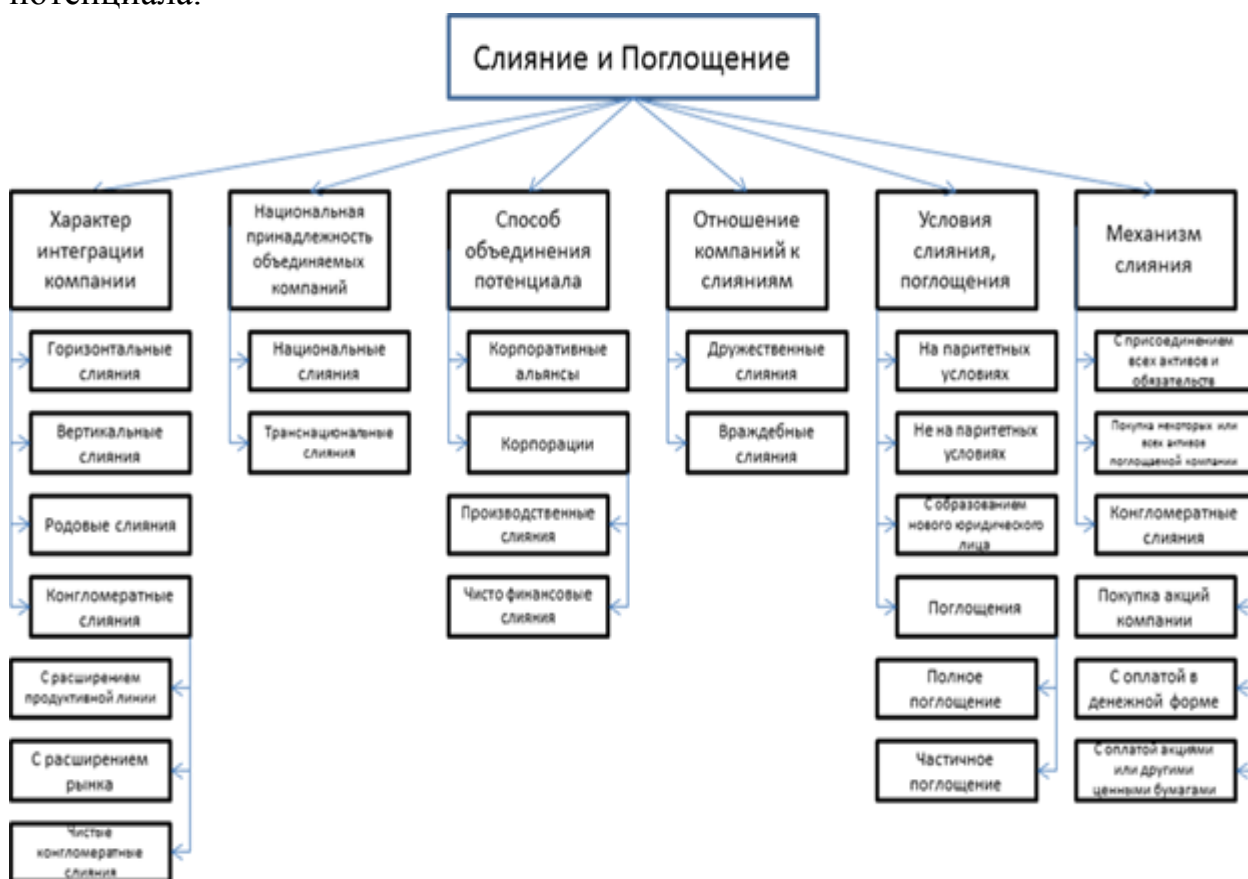 потенциала.
Слияние и Поглощение
Характер
интеграции
компании
Национальная
принадлежность
объединяемых
компаний
Способ
объединения
потенциала
Отношение
компаний к
слияниям
Условия
слияния,
поглощения
Механизм
слияния
Горизонтальные
слияния
Вертикальные
слияния
Родовые слияния
Конгломератные
слияния
С расширением
продуктивной линии
С расширением
рынка
Чистые
конгломератные
слияния
Национальные
слияния
Транснациональные
слияния
Корпоративные
альянсы
Корпорации
Производственные
слияния
Чисто финансовые
слияния
Дружественные
слияния
Враждебные
слияния
На паритетных
условиях
Не на паритетных
условиях
С образованием
нового юридического
лица
Поглощения
Полное
поглощение
Частичное
поглощение
С присоединением
всех активов и
обязательств
Покупка некоторых или
всех активов
поглощаемой компании
Конгломератные
слияния
Покупка акций
компании
С оплатой в
денежной форме
С оплатой акциями
или другими
ценными бумагами